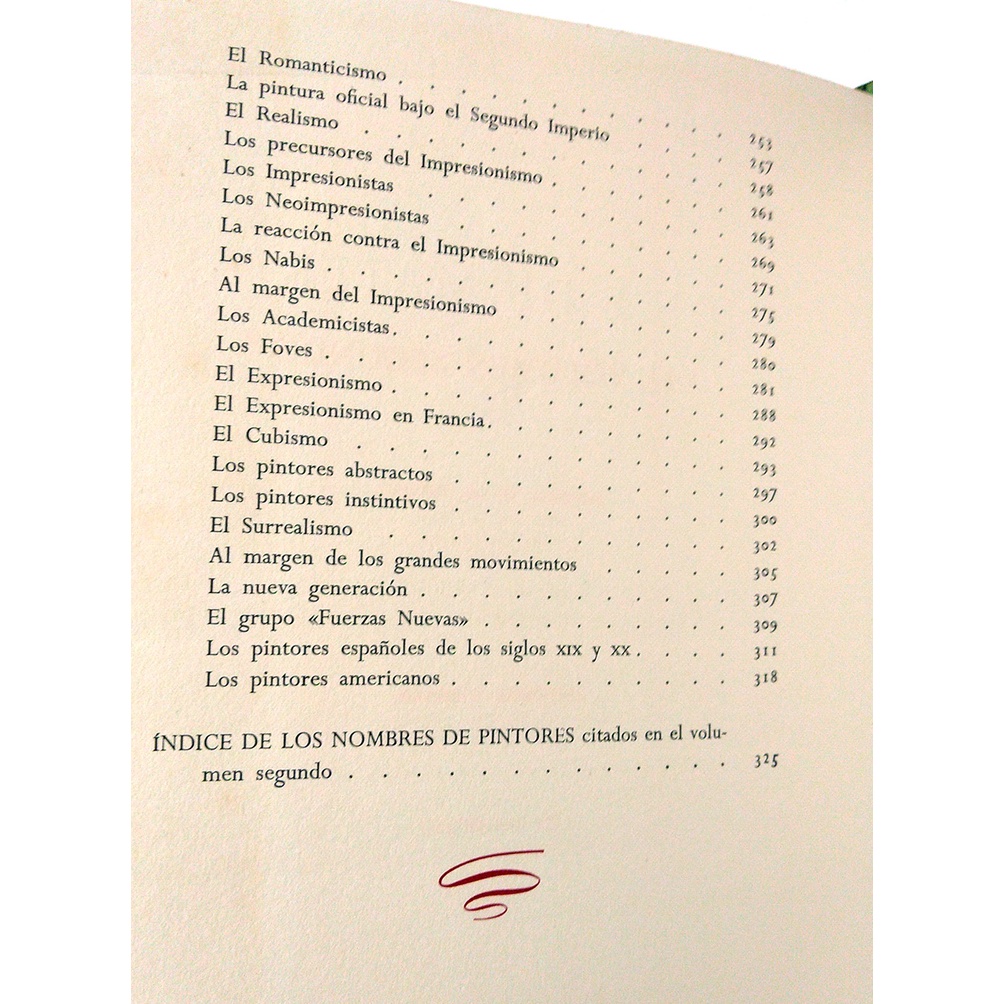 El Romanticismo . . . . . . . . . . 253
La pintura oficial bajo el Segundo Imperio . . . . 257
El Realismo . . . . . . . . . . . 258
Los precursores del Impresionismo . . . . . . 261
Los Impresionistas . . . . . . . . . . 263
Los Neoimpresionistas . . . . . . . . . 269
La reacción contra el Impresionismo . . . . . 271
Los Nabis . . . . . . . . . . . . 275
Al margen del Impresionismo . . . . . . . 279
Los Academicistas . . . . . . . . . . 280
Los Foves . . . . . . . . . . . . 281
El Expresionismo . . . . . . . . . . 288
El Expresionismo en Francia . . . . . . . . 292
El Cubismo . . . . . . . . . . . 293
Los pintores abstractos . . . . . . . . . 297
Los pintores instintivos . . . . . . . . . 300
El Surrealismo . . . . . . . . . . 302
Al margen de los grandes movimientos . . . . 305
La nueva generación . . . . . . . . . . 307
El grupo «Fuerzas Nuevas» . . . . . . . . 309
Los pintores españoles de los siglos XIX y XX . . . . 311
Los pintores americanos . . . . . . . . . 318
ÍNDICE DE LOS NOMBRES DE PINTORES citados en el volu-
men segundo . . . . . . . . . . . . 325